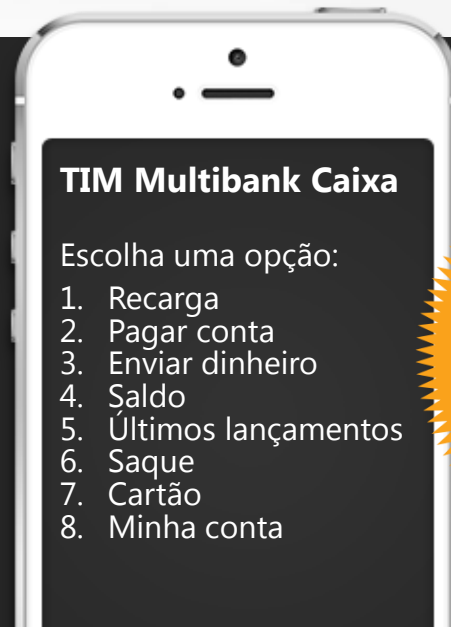 TIM Multibank Caixa
Escolha uma opção:
1. Recarga
2. Pagar conta
3. Enviar dinheiro
4. Saldo
5. Últimos lançamentos
6. Saque
7. Cartão
8. Minha conta